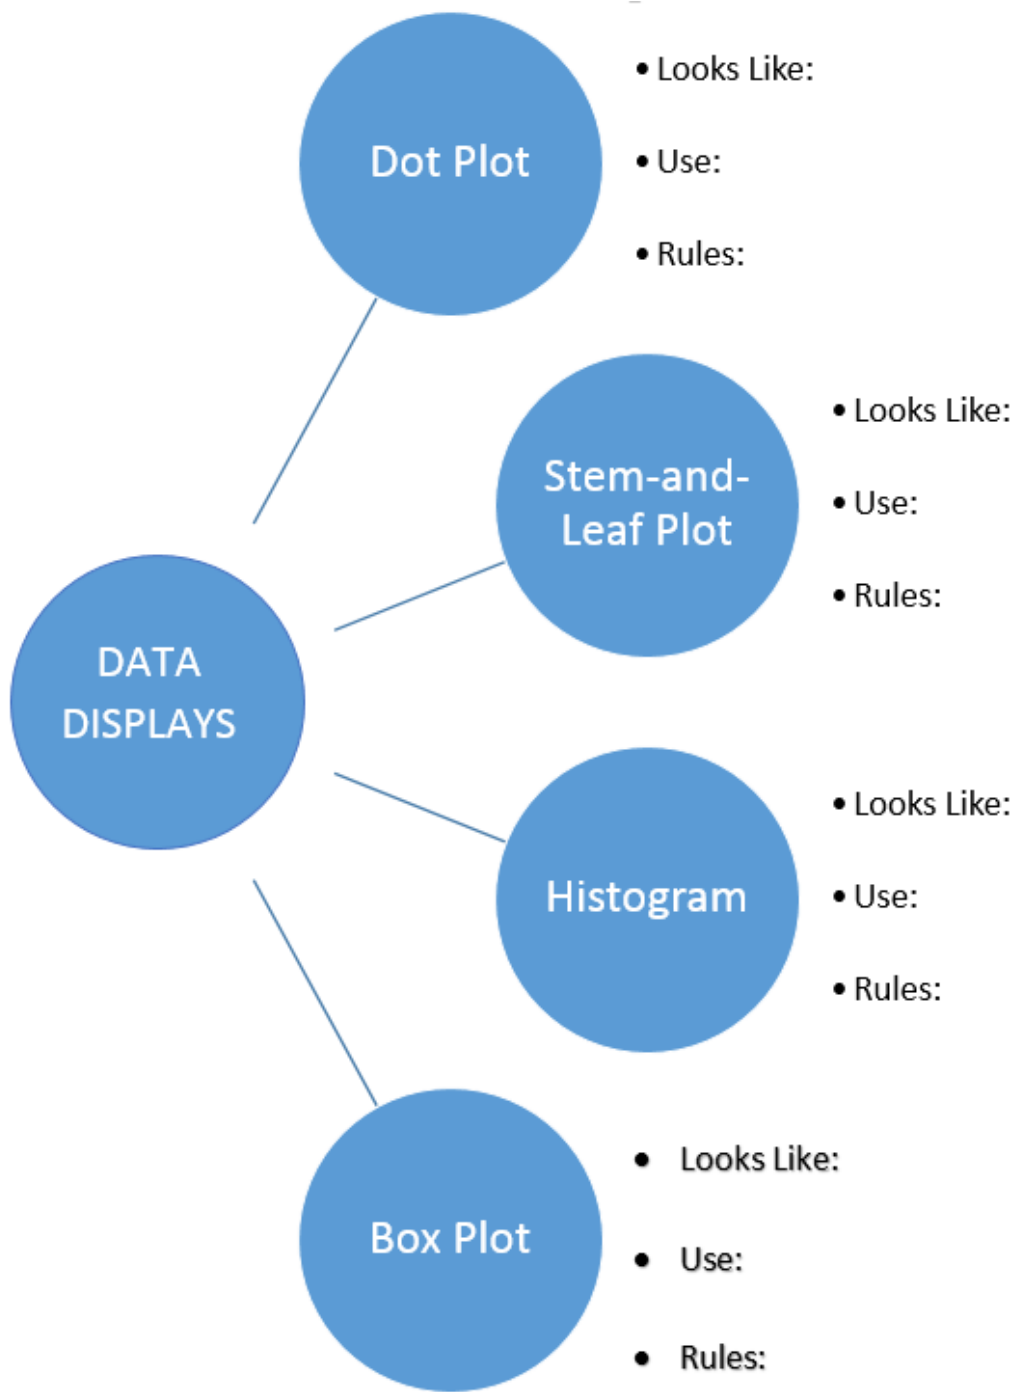 Dot Plot
• Looks Like:
• Use:
• Rules:
Stem-and-
Leaf Plot
• Looks Like:
• Use:
• Rules:
DATA
DISPLAYS
Histogram
• Looks Like:
• Use:
• Rules:
Box Plot
• Looks Like:
• Use:
• Rules: